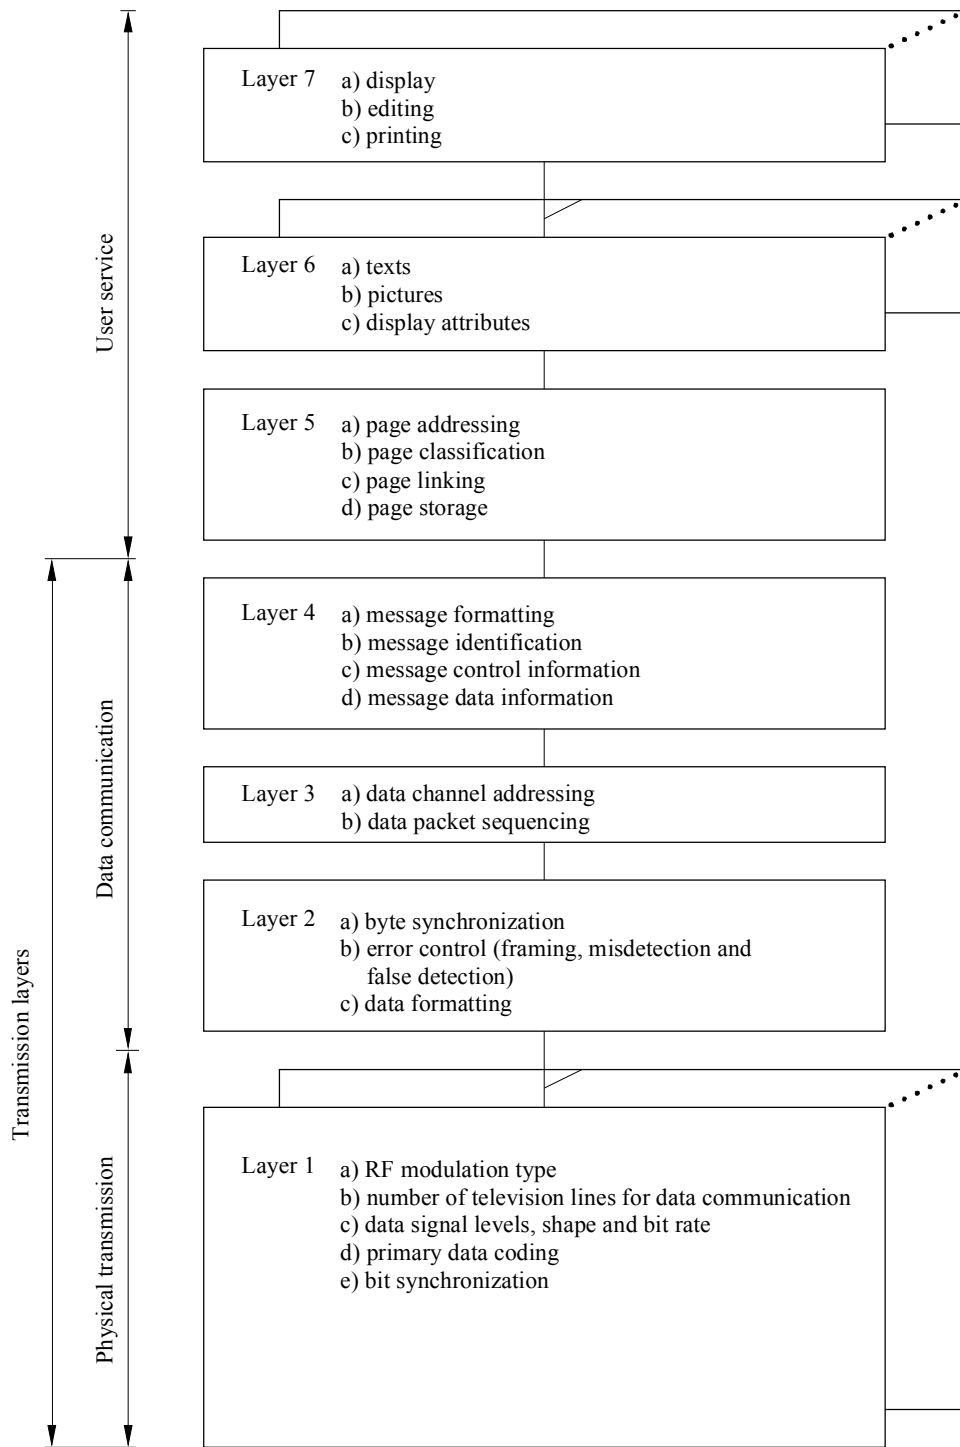 User service
Layer 7 a) display
b) editing
c) printing
Layer 6 a) texts
b) pictures
c) display attributes
Layer 5 a) page addressing
b) page classification
c) page linking
d) page storage
Transmission layers
Data communication
Layer 4 a) message formatting
b) message identification
c) message control information
d) message data information
Layer 3 a) data channel addressing
b) data packet sequencing
Layer 2 a) byte synchronization
b) error control (framing, misdetection and
false detection)
c) data formatting
Physical transmission
Layer 1 a) RF modulation type
b) number of television lines for data communication
c) data signal levels, shape and bit rate
d) primary data coding
e) bit synchronization